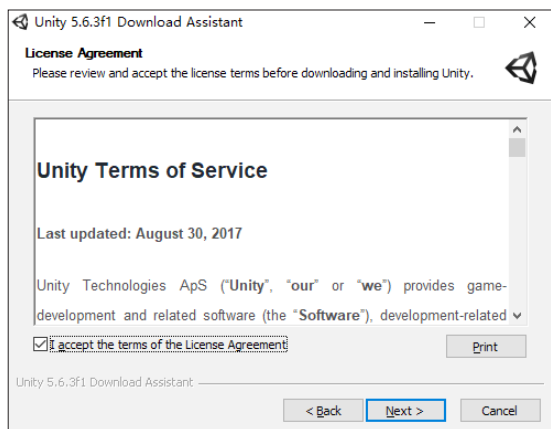 Unity 5.6.3f1 Download Assistant
License Agreement
Please review and accept the license terms before downloading and installing Unity.
Unity Terms of Service
Last updated: August 30, 2017
Unity Technologies ApS (“Unity”, “our” or “we”) provides game-
development and related software (the “Software”), development-related
I accept the terms of the License Agreement
Print
Unity 5.6.3f1 Download Assistant
< Back Next > Cancel